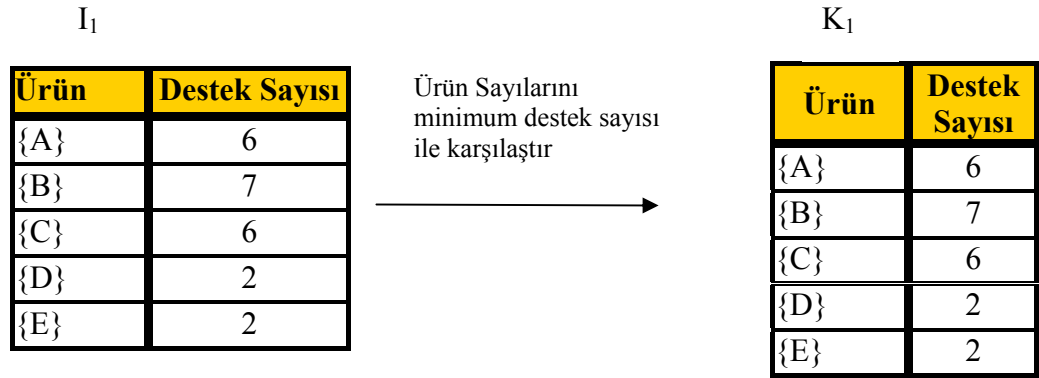 I₁
K₁
Ürün Destek Sayısı
{A} 6
{B} 7
{C} 6
{D} 2
{E} 2
Ürün Sayılarını
minimum destek sayısı
ile karşılaştır
Ürün Destek
Sayısı
{A} 6
{B} 7
{C} 6
{D} 2
{E} 2